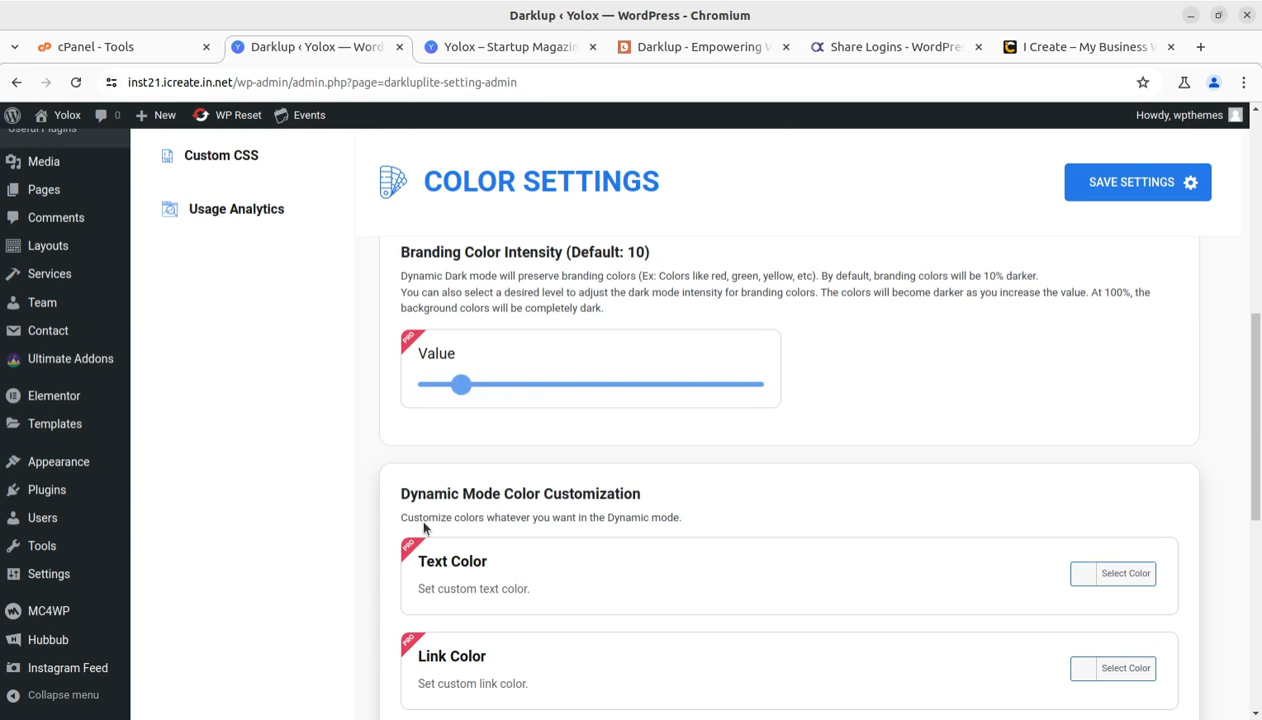 Darklup ‹ Yolox — WordPress - Chromium
cPanel - Tools
Darklup ‹ Yolox — Word
Yolox – Startup Magazin
Darklup - Empowering
Share Logins - WordPre
I Create – My Business
inst21.icreate.in.net/wp-admin/admin.php?page=darkluplite-setting-admin
Yolox
0
New
WP Reset
Events
Howdy, wpthemes
Useful Plugins
Media
Pages
Comments
Layouts
Services
Team
Contact
Ultimate Addons
Elementor
Templates
Appearance
Plugins
Users
Tools
Settings
MC4WP
Hubbub
Instagram Feed
Collapse menu
Custom CSS
Usage Analytics
COLOR SETTINGS
SAVE SETTINGS
Branding Color Intensity (Default: 10)
Dynamic Dark mode will preserve branding colors (Ex: Colors like red, green, yellow, etc). By default, branding colors will be 10% darker.
You can also select a desired level to adjust the dark mode intensity for branding colors. The colors will become darker as you increase the value. At 100%, the
background colors will be completely dark.
PRO
Value
Dynamic Mode Color Customization
Customize colors whatever you want in the Dynamic mode.
PRO
Text Color
Set custom text color.
Select Color
PRO
Link Color
Set custom link color.
Select Color